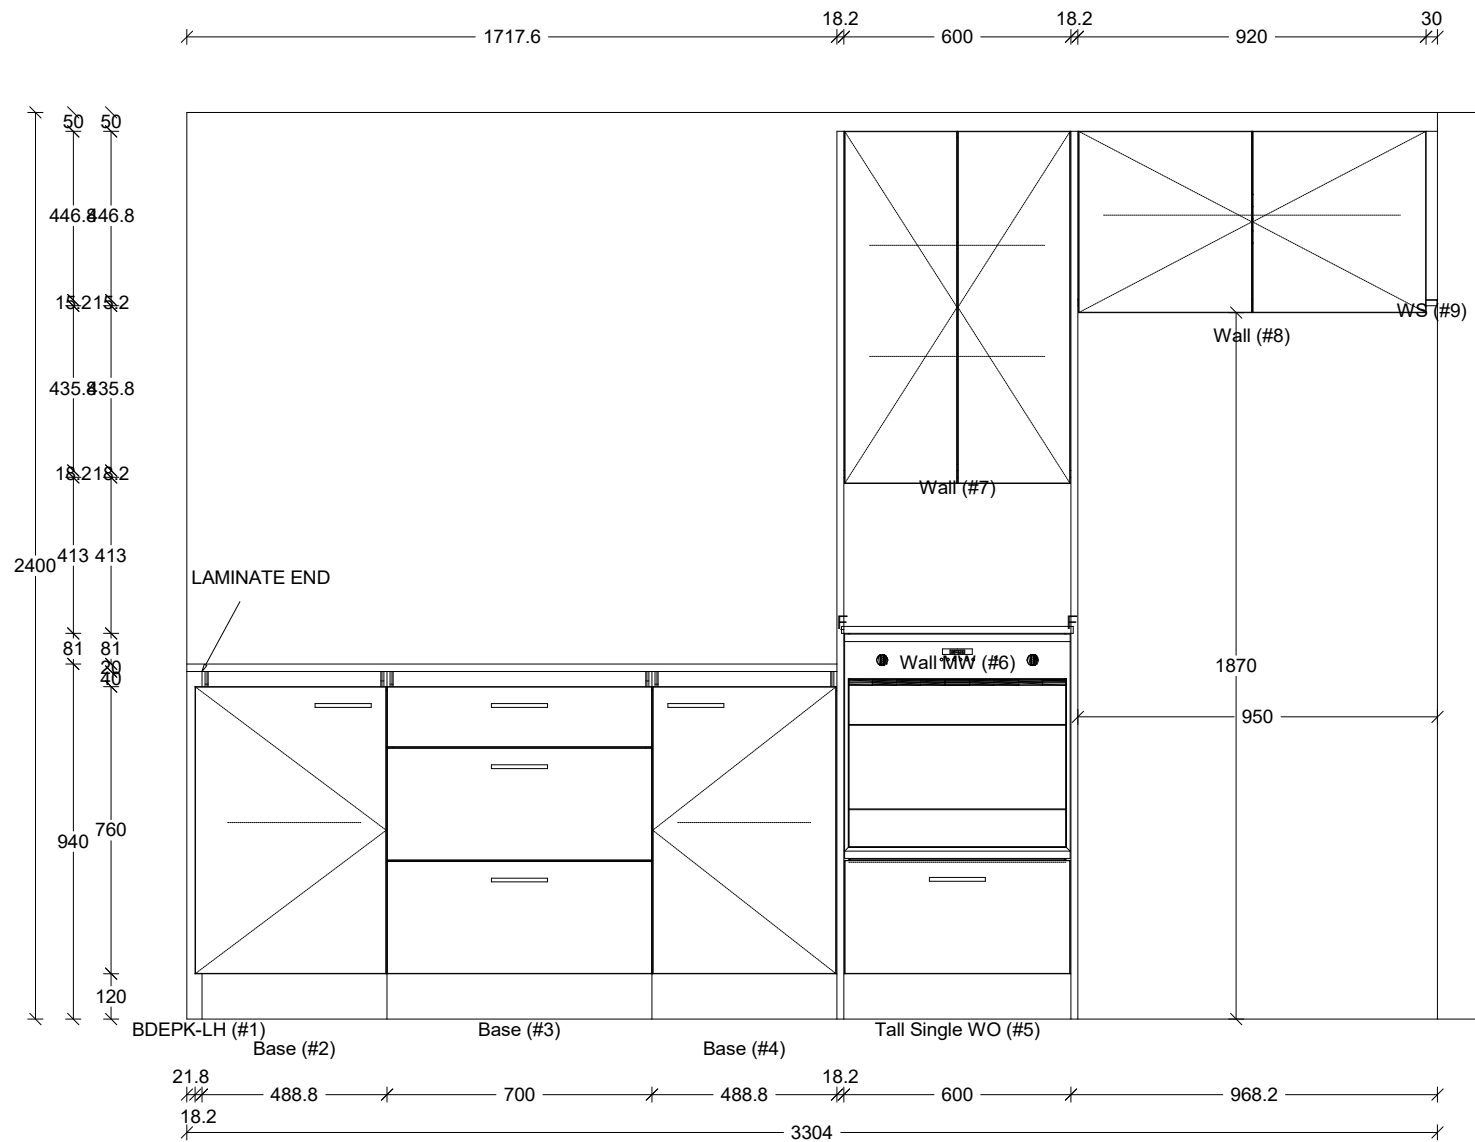 18.2 18.2 30
1717.6 600 920
50 50
446.8 446.8
15.2 15.2
WS (#9)
Wall (#8)
435.8 435.8
18.2 18.2
Wall (#7)
413 413
2400
LAMINATE END
81 81
20
40
Wall MW (#6)
1870
950
760
940
120
BDEPK-LH (#1) Base (#3) Tall Single WO (#5)
Base (#2) Base (#4)
21.8 18.2
488.8 700 488.8 600 968.2
18.2
3304